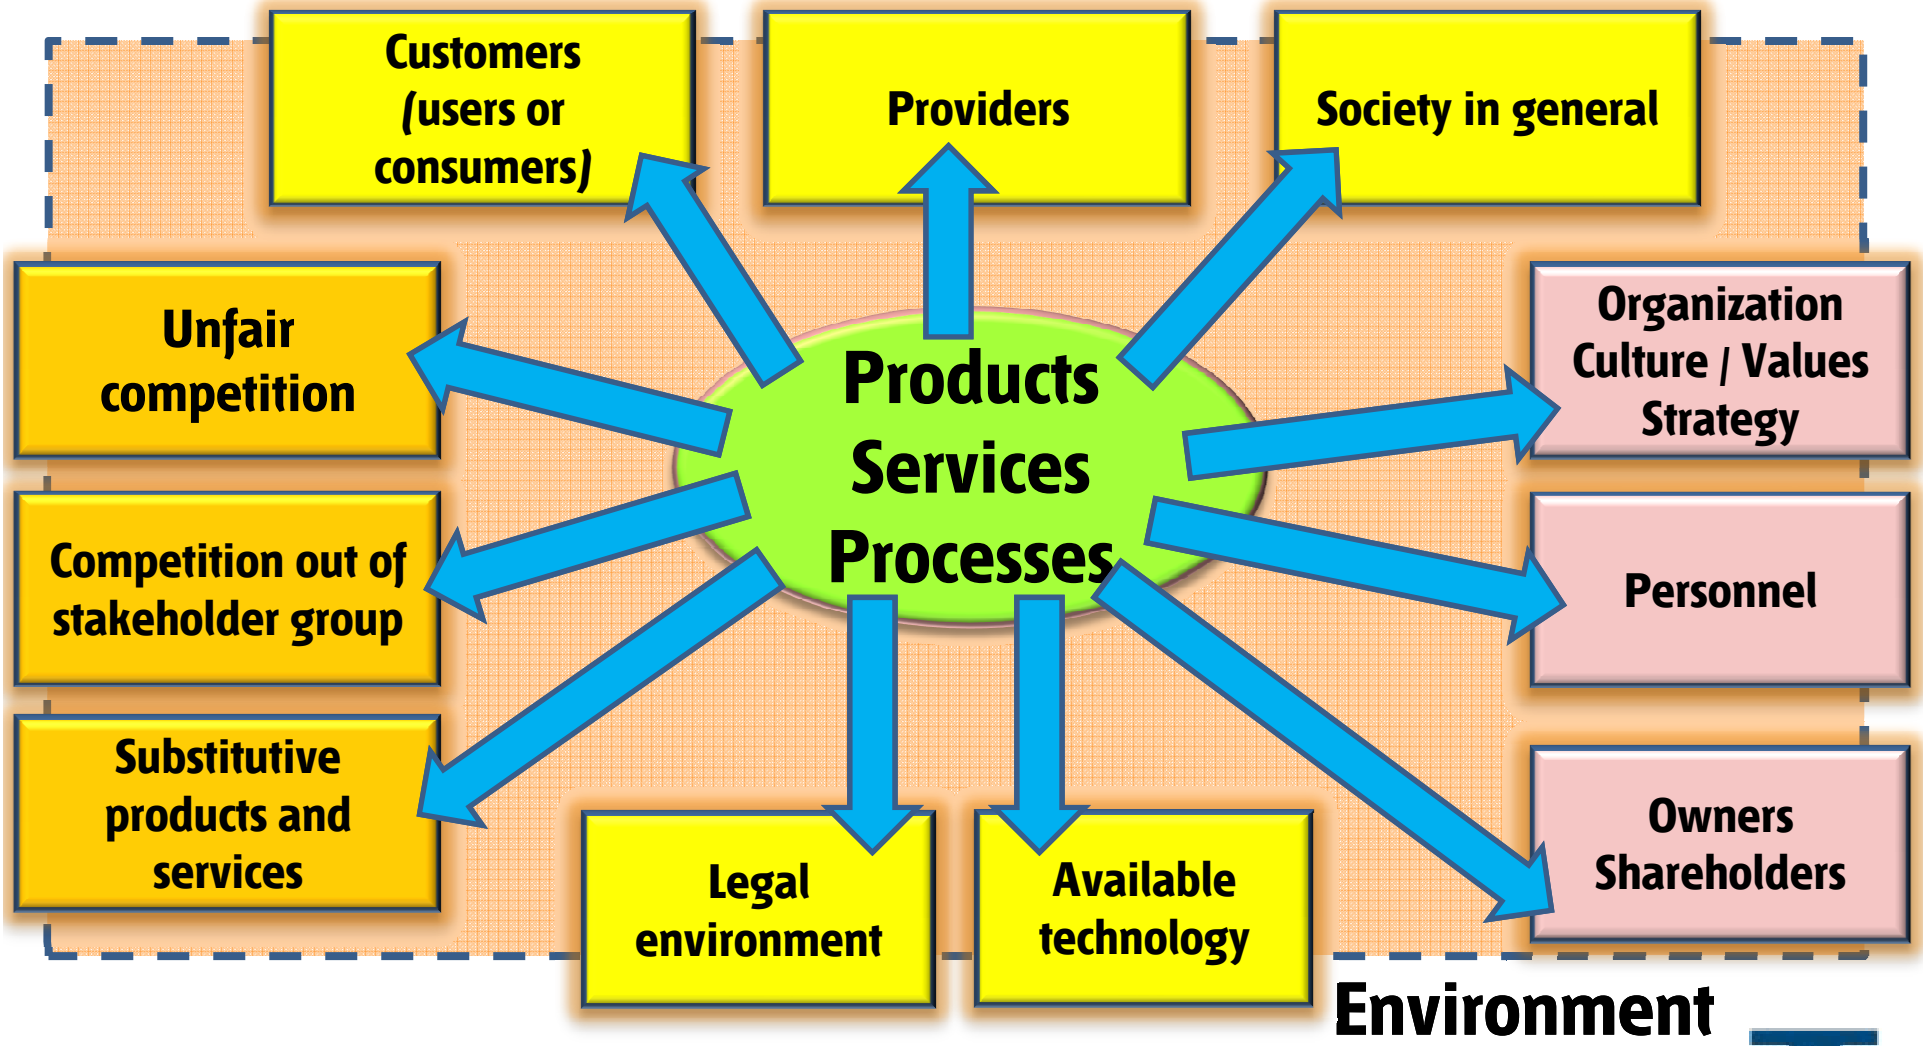 Customers
(users or
consumers)
Providers
Society in general
Unfair
competition
Organization
Culture / Values
Strategy
Products
Services
Processes
Competition out of
stakeholder group
Personnel
Substitutive
products and
services
Legal
environment
Available
technology
Owners
Shareholders
Environment